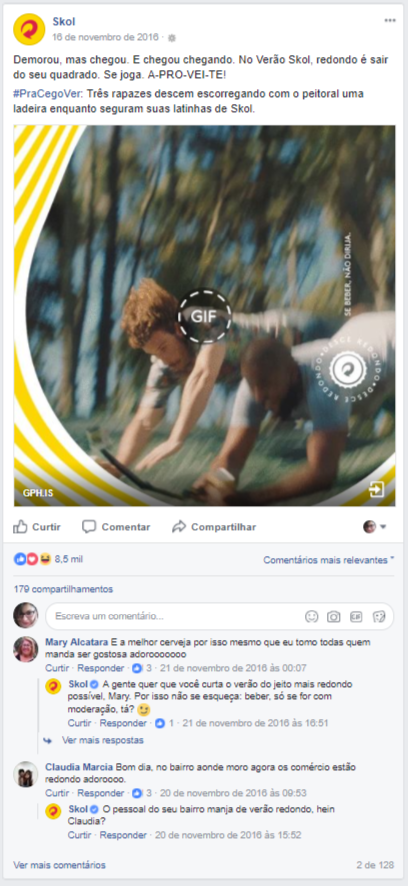 Skol
16 de novembro de 2016 ·
Demorou, mas chegou. E chegou chegando. No Verão Skol, redondo é sair
do seu quadrado. Se joga. A-PRO-VEI-TE!
#PraCegoVer: Três rapazes descem escorregando com o peitoral uma
ladeira enquanto seguram suas latinhas de Skol.
SE BEBER, NÃO DIRIJA.
GIF
DESCE REDONDO • DESCE REDONDO •
GPH.IS
Curtir Comentar Compartilhar
8,5 mil Comentários mais relevantes
179 compartilhamentos
Escreva um comentário...
GIF
Mary Alcatara E a melhor cerveja por isso mesmo que eu tomo todas quem
manda ser gostosa adorooooooo
Curtir · Responder · 3 · 21 de novembro de 2016 às 00:07
Skol A gente quer que você curta o verão do jeito mais redondo
possível, Mary. Por isso não se esqueça: beber, só se for com
moderação, tá?
Curtir · Responder · 1 · 21 de novembro de 2016 às 16:51
Ver mais respostas
Claudia Marcia Bom dia, no bairro aonde moro agora os comércio estão
redondo adoroooo.
Curtir · Responder · 3 · 20 de novembro de 2016 às 09:53
Skol O pessoal do seu bairro manja de verão redondo, hein
Claudia?
Curtir · Responder · 20 de novembro de 2016 às 15:52
Ver mais comentários 2 de 128